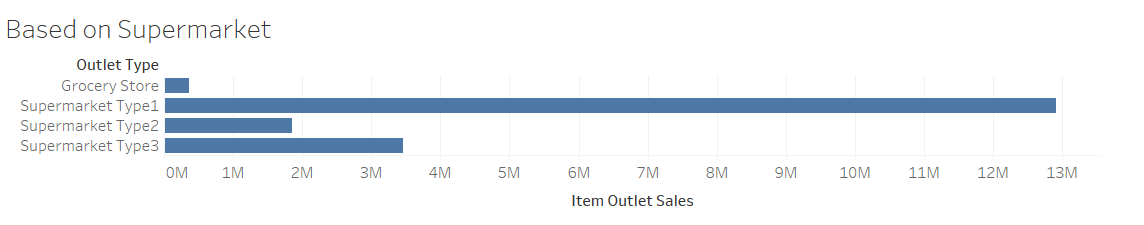 Based on Supermarket
Outlet Type
Grocery Store
Supermarket Type1
Supermarket Type2
Supermarket Type3
0M 1M 2M 3M 4M 5M 6M 7M 8M 9M 10M 11M 12M 13M
Item Outlet Sales